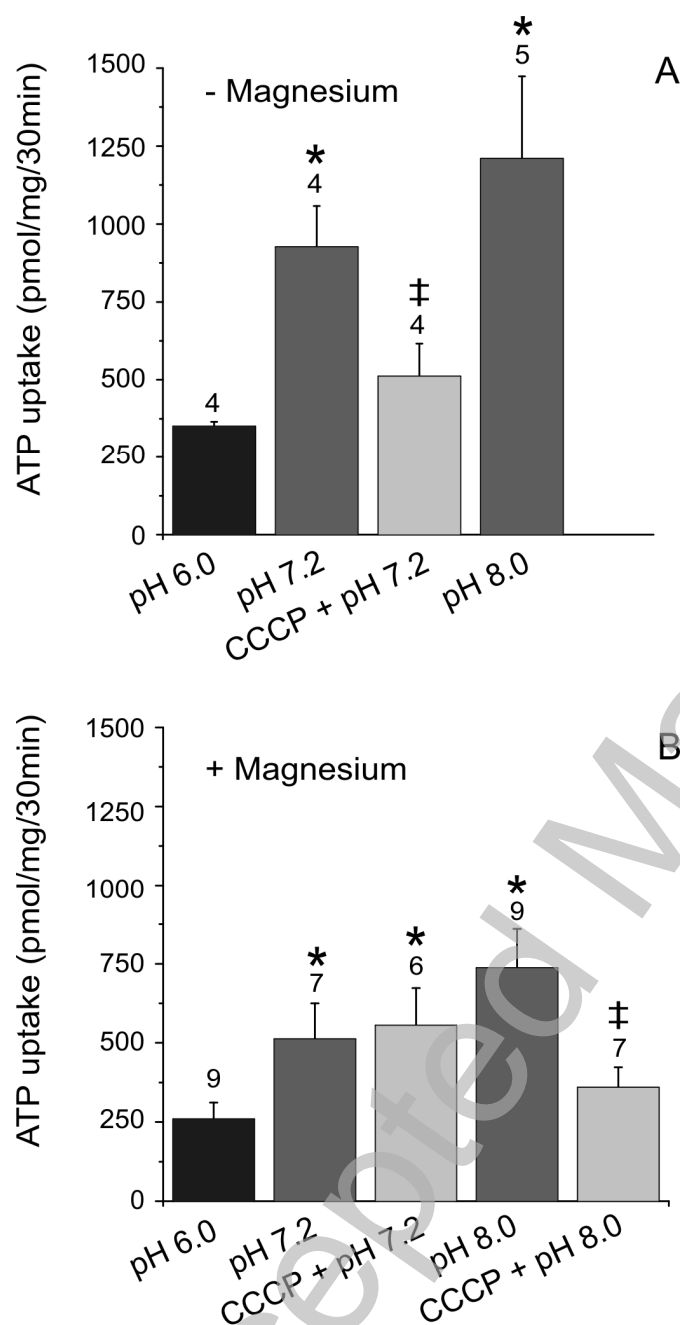 A
- Magnesium
ATP uptake (pmol/mg/30min)
1500
1250
1000
750
500
250
0
4
*
4
‡
4
*
5
pH 6.0
pH 7.2
CCCP + pH 7.2
pH 8.0
B
+ Magnesium
ATP uptake (pmol/mg/30min)
1500
1250
1000
750
500
250
0
9
*
7
*
6
*
9
‡
7
pH 6.0
pH 7.2
CCCP + pH 7.2
pH 8.0
CCCP + pH 8.0